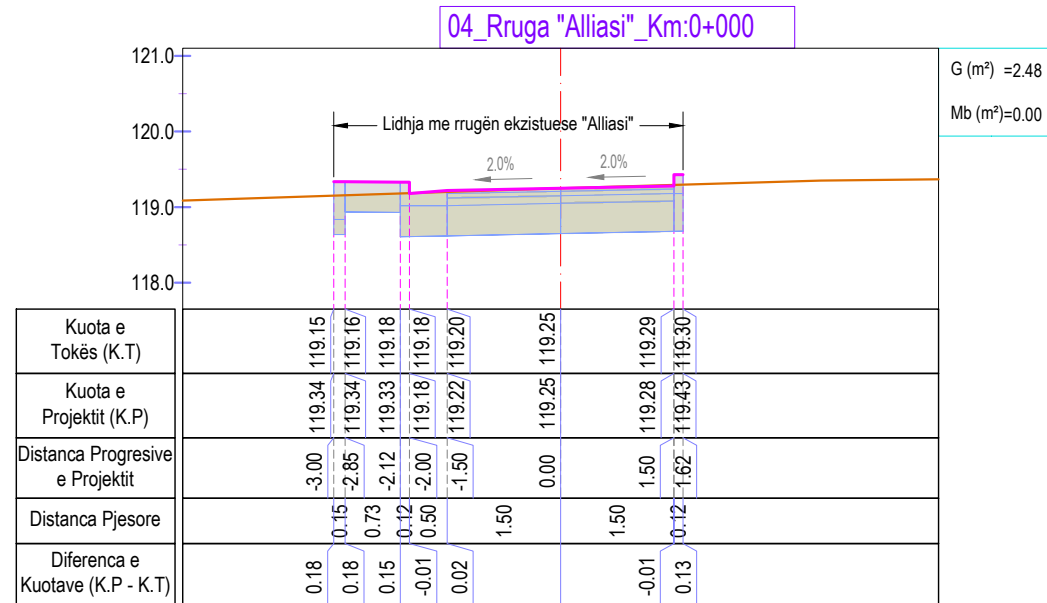 04_Rruga "Alliasi"_Km:0+000
G (m²) =2.48
Mb (m²)=0.00
121.0
120.0
119.0
118.0
Lidhja me rrugën ekzistuese "Alliasi"
2.0%
2.0%
Kuota e
Tokës (K.T)
119.15 119.16 119.18 119.18 119.20 119.25 119.29 119.30
Kuota e
Projektit (K.P)
119.34 119.34 119.33 119.18 119.22 119.25 119.28 119.43
Distanca Progresive
e Projektit
-3.00 -2.85 -2.12 -2.00 -1.50 0.00 1.50 1.62
Distanca Pjesore
0.15 0.73 0.12 0.50 1.50 1.50 0.12
Diferenca e
Kuotave (K.P - K.T)
0.18 0.18 0.15 -0.01 0.02 -0.01 0.13